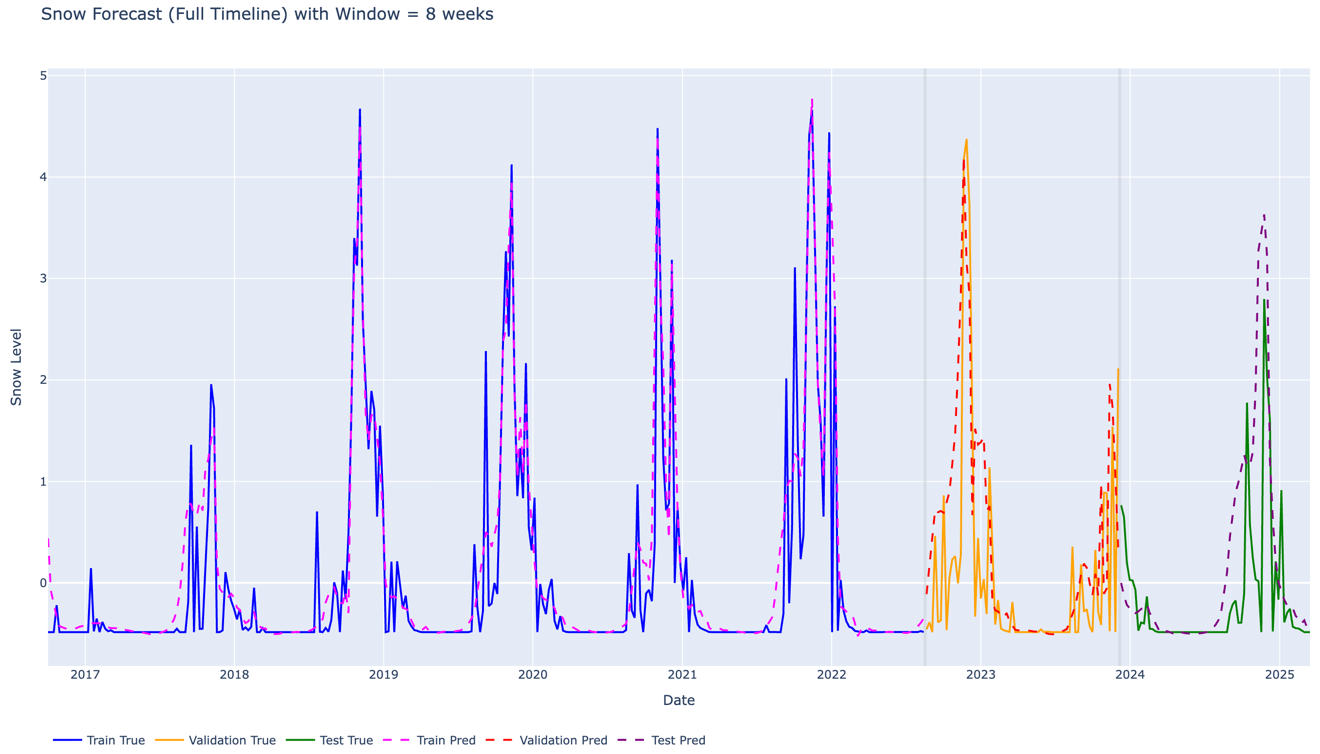 Snow Forecast (Full Timeline) with Window = 8 weeks
5
4
3
2
1
0
Snow Level
2017 2018 2019 2020 2021 2022 2023 2024 2025
Date
Train True Validation True Test True Train Pred Validation Pred Test Pred